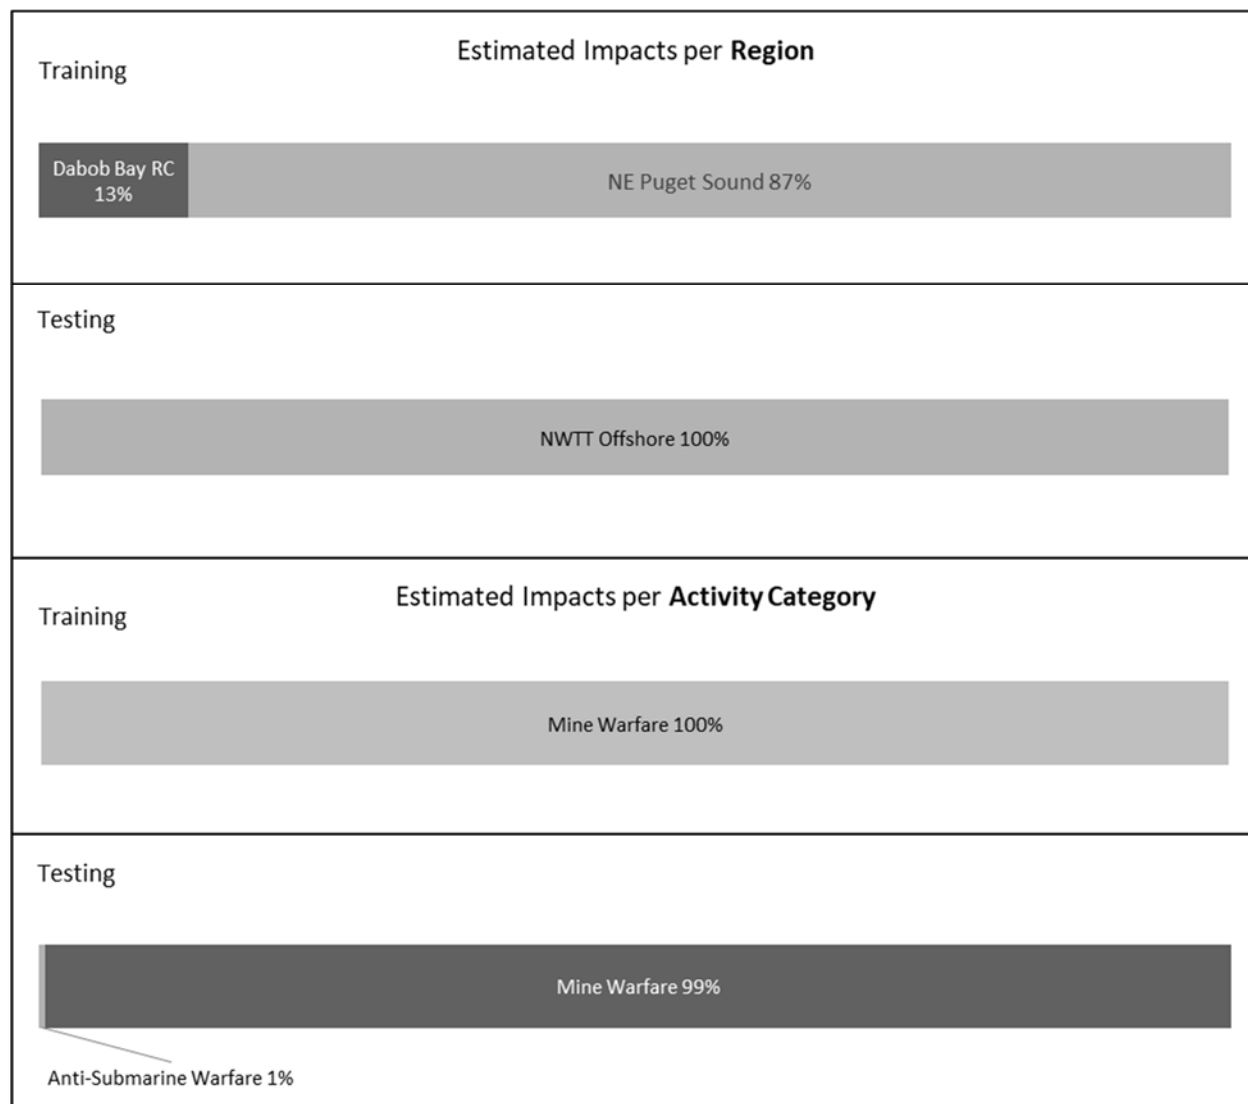 Estimated Impacts per Region
Training
Dabob Bay RC
13%
NE Puget Sound 87%
Testing
NWTT Offshore 100%
Estimated Impacts per Activity Category
Training
Mine Warfare 100%
Testing
Mine Warfare 99%
Anti-Submarine Warfare 1%